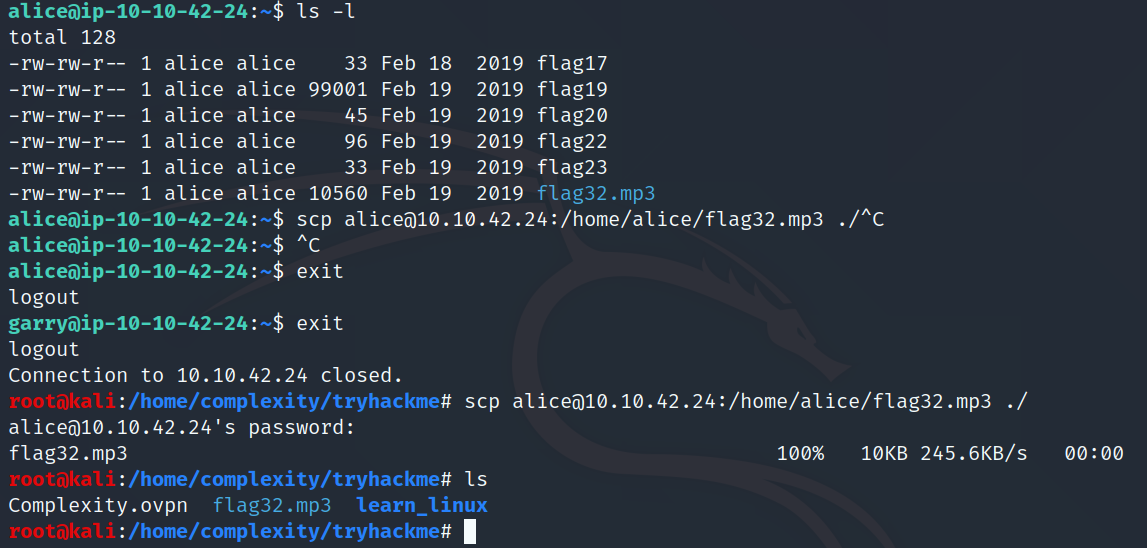 alice@ip-10-10-42-24:~$ ls -l
total 128
-rw-rw-r-- 1 alice alice    33 Feb 18  2019 flag17
-rw-rw-r-- 1 alice alice 99001 Feb 19  2019 flag19
-rw-rw-r-- 1 alice alice    45 Feb 19  2019 flag20
-rw-rw-r-- 1 alice alice    96 Feb 19  2019 flag22
-rw-rw-r-- 1 alice alice    33 Feb 19  2019 flag23
-rw-rw-r-- 1 alice alice 10560 Feb 19  2019 flag32.mp3
alice@ip-10-10-42-24:~$ scp alice@10.10.42.24:/home/alice/flag32.mp3 ./^C
alice@ip-10-10-42-24:~$ ^C
alice@ip-10-10-42-24:~$ exit
logout
garry@ip-10-10-42-24:~$ exit
logout
Connection to 10.10.42.24 closed.
root@kali:/home/complexity/tryhackme# scp alice@10.10.42.24:/home/alice/flag32.mp3 ./
alice@10.10.42.24's password:
flag32.mp3                                                      100%   10KB 245.6KB/s   00:00
root@kali:/home/complexity/tryhackme# ls
Complexity.ovpn  flag32.mp3  learn_linux
root@kali:/home/complexity/tryhackme#